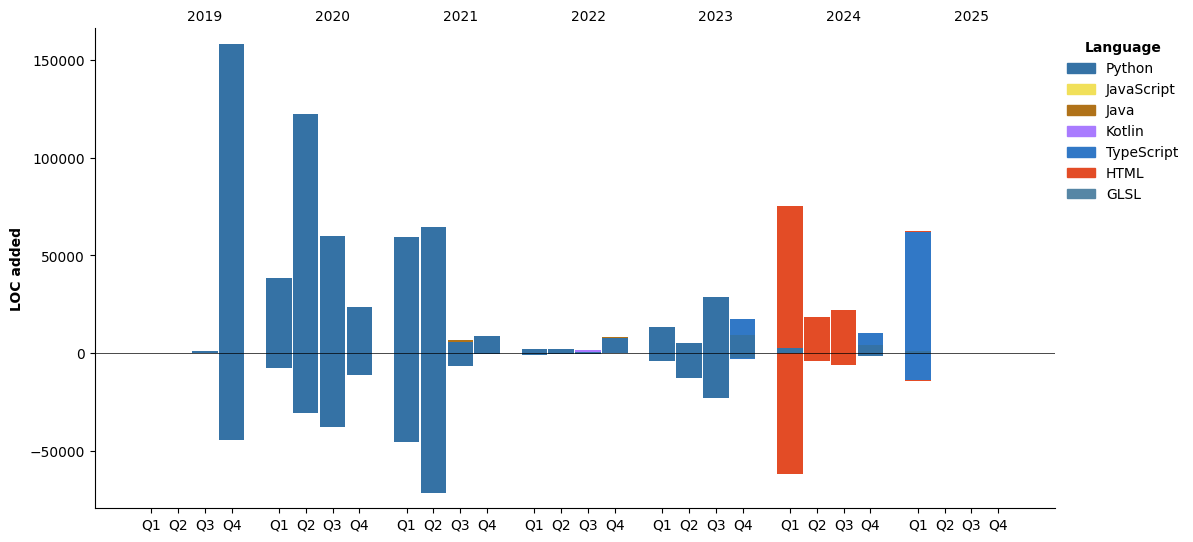 2019 2020 2021 2022 2023 2024 2025
Language
Python
JavaScript
Java
Kotlin
TypeScript
HTML
GLSL
LOC added
150000
100000
50000
0
−50000
Q1 Q2 Q3 Q4 Q1 Q2 Q3 Q4 Q1 Q2 Q3 Q4 Q1 Q2 Q3 Q4 Q1 Q2 Q3 Q4 Q1 Q2 Q3 Q4 Q1 Q2 Q3 Q4